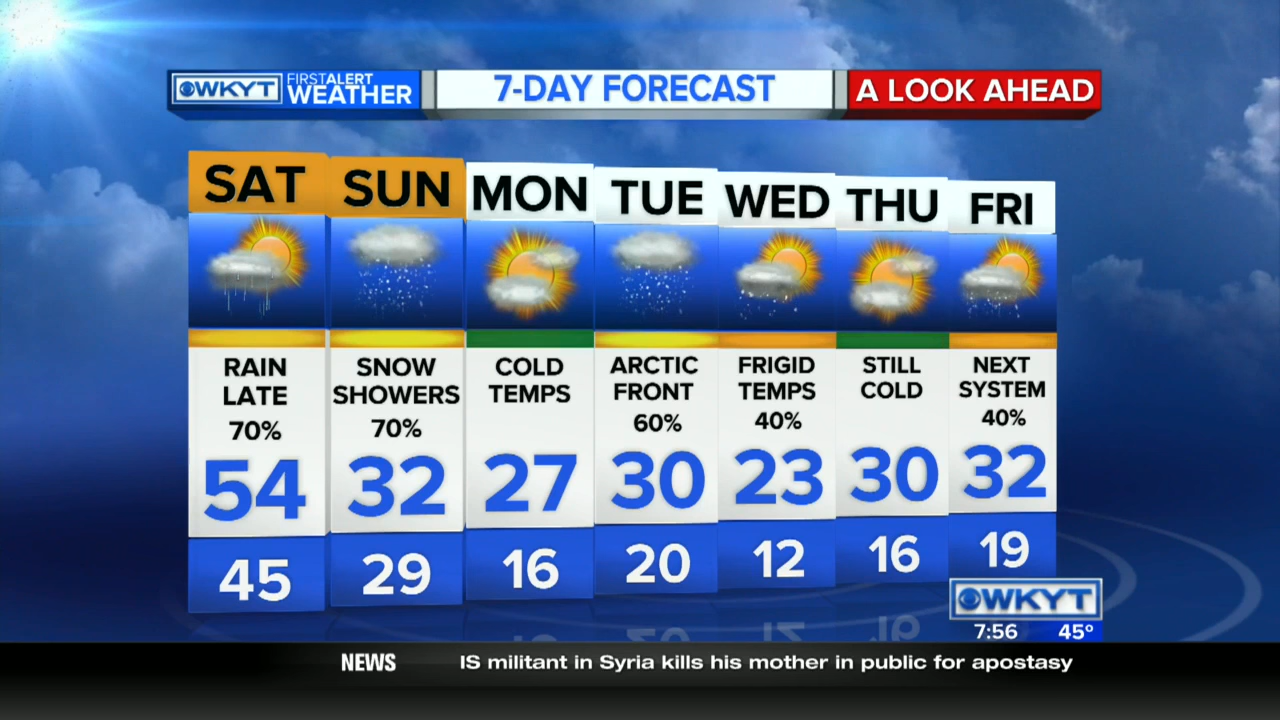 WKYT
FIRST ALERT
WEATHER
7-DAY FORECAST
A LOOK AHEAD
SAT
SUN
MON
TUE
WED
THU
FRI
RAIN
LATE
70%
54
45
SNOW
SHOWERS
70%
32
29
COLD
TEMPS
27
16
ARCTIC
FRONT
60%
30
20
FRIGID
TEMPS
40%
23
12
STILL
COLD
30
16
NEXT
SYSTEM
40%
32
19
WKYT
7:56 45°
NEWS IS militant in Syria kills his mother in public for apostasy